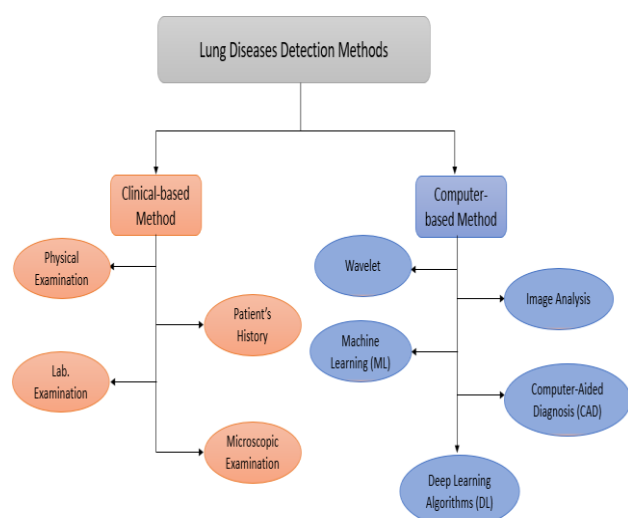 Lung Diseases Detection Methods
Clinical-based
Method
Computer-
based Method
Physical
Examination
Patient's
History
Lab.
Examination
Microscopic
Examination
Wavelet
Image Analysis
Machine
Learning (ML)
Computer-Aided
Diagnosis (CAD)
Deep Learning
Algorithms (DL)